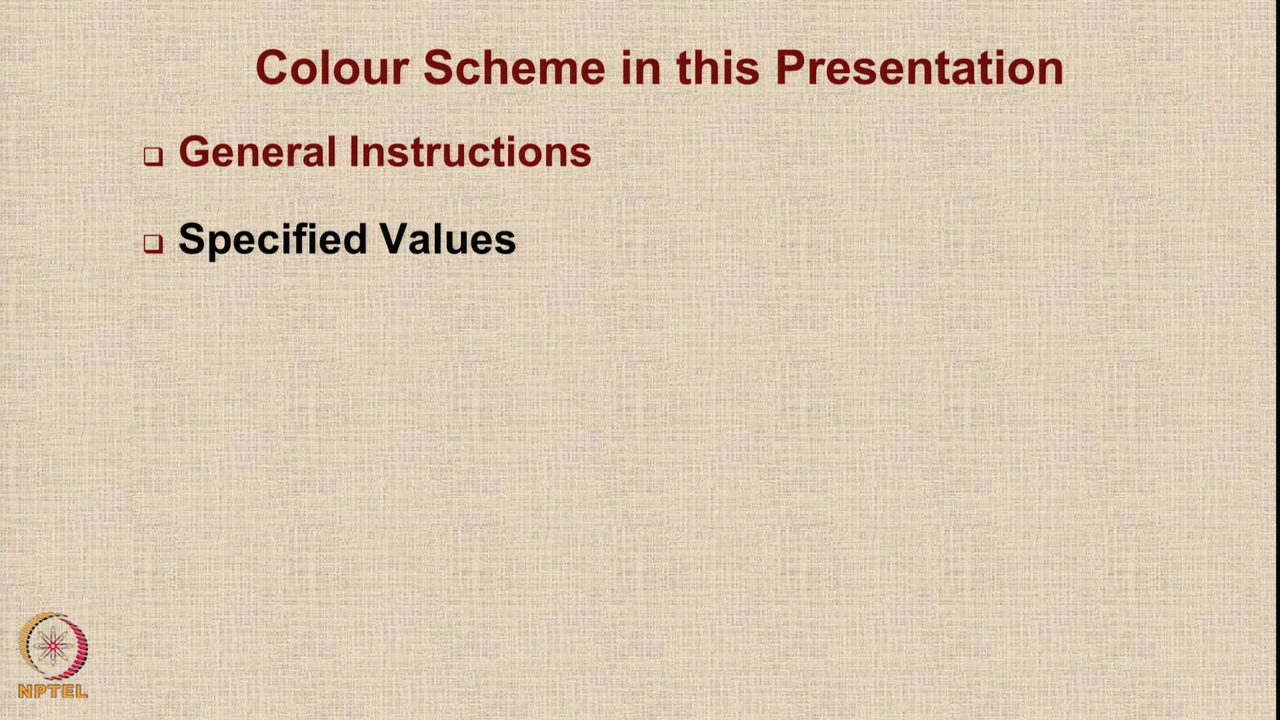 Colour Scheme in this Presentation
General Instructions
Specified Values
NPTEL